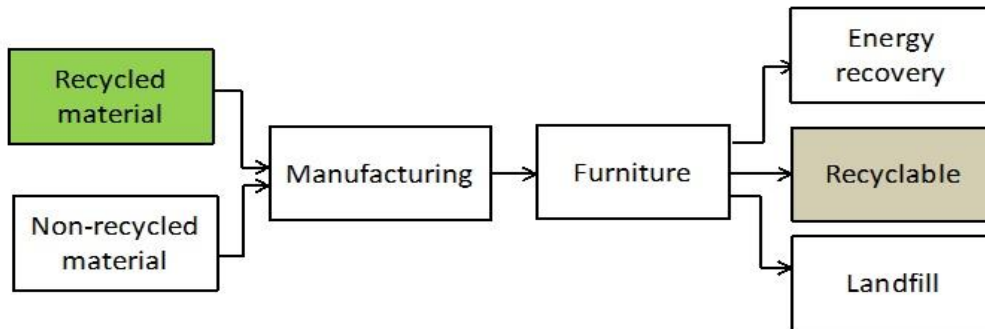 Recycled
material
Non-recycled
material
Manufacturing
Furniture
Energy
recovery
Recyclable
Landfill